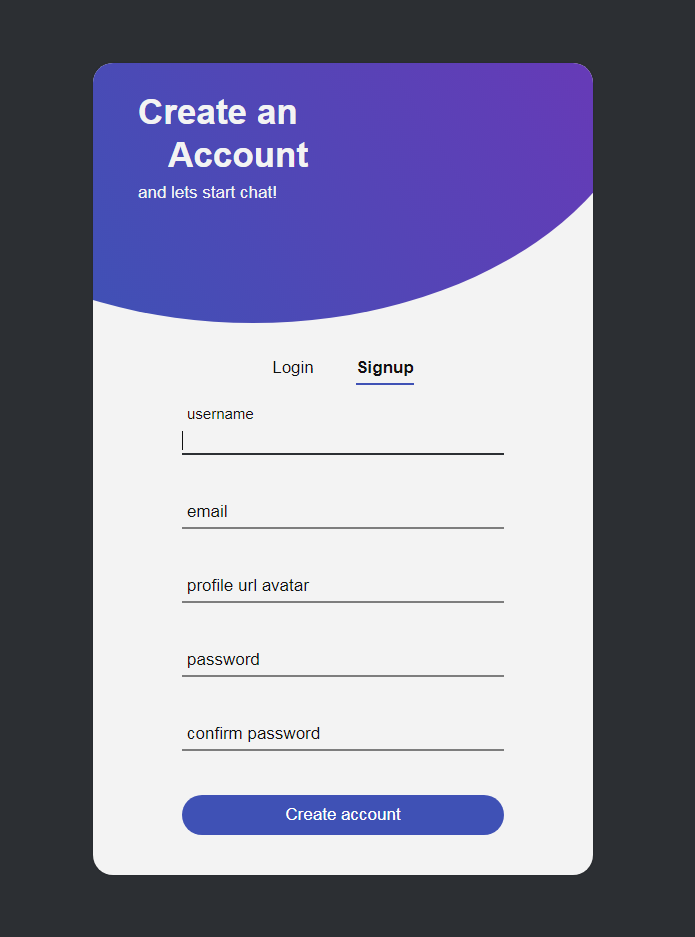 Create an
Account
and lets start chat!
Login Signup
username
email
profile url avatar
password
confirm password
Create account